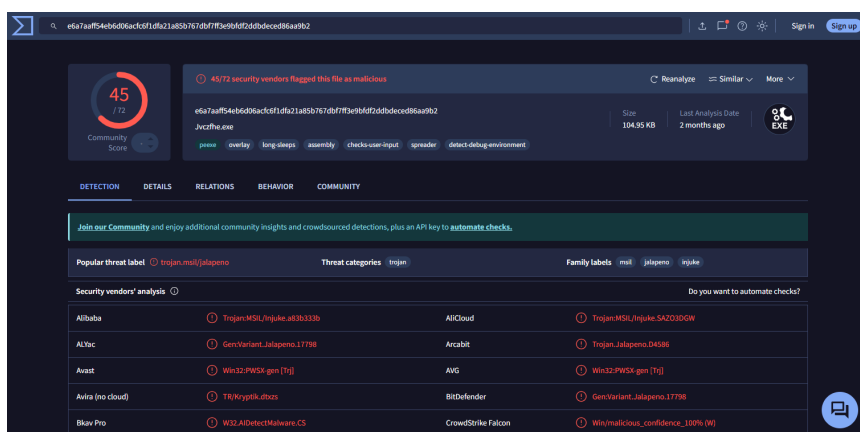 e6a7aaff54eb6d06acfc6f1dfa21a85b767dbf7ff3e9bfdf2ddbdeced86aa9b2
Sign in
Sign up
45
/ 72
Community
Score
45/72 security vendors flagged this file as malicious
Reanalyze
Similar
More
e6a7aaff54eb6d06acfc6f1dfa21a85b767dbf7ff3e9bfdf2ddbdeced86aa9b2
Jvczfhe.exe
peexe overlay long-sleeps assembly checks-user-input spreader detect-debug-environment
Size
104.95 KB
Last Analysis Date
2 months ago
EXE
DETECTION DETAILS RELATIONS BEHAVIOR COMMUNITY
Join our Community and enjoy additional community insights and crowdsourced detections, plus an API key to automate checks.
Popular threat label trojan.msil/jalapeno Threat categories trojan Family labels msil jalapeno injuke
Security vendors' analysis Do you want to automate checks?
Alibaba Trojan:MSIL/Injuke.a83b333b AliCloud Trojan:MSIL/Injuke.SAZO3DGW
ALYac Gen:Variant.Jalapeno.17798 Arcabit Trojan.Jalapeno.D4586
Avast Win32:PWSX-gen [Trj] AVG Win32:PWSX-gen [Trj]
Avira (no cloud) TR/Kryptik.dtxzs BitDefender Gen:Variant.Jalapeno.17798
Bkav Pro W32.AIDetectMalware.CS CrowdStrike Falcon Win/malicious_confidence_100% (W)